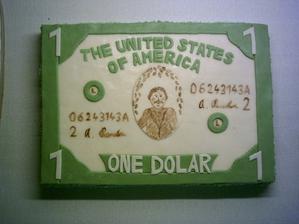 1 1
THE UNITED STATES
OF AMERICA
L
06243143A 06243143A
2 2
L
1 ONE DOLAR 1